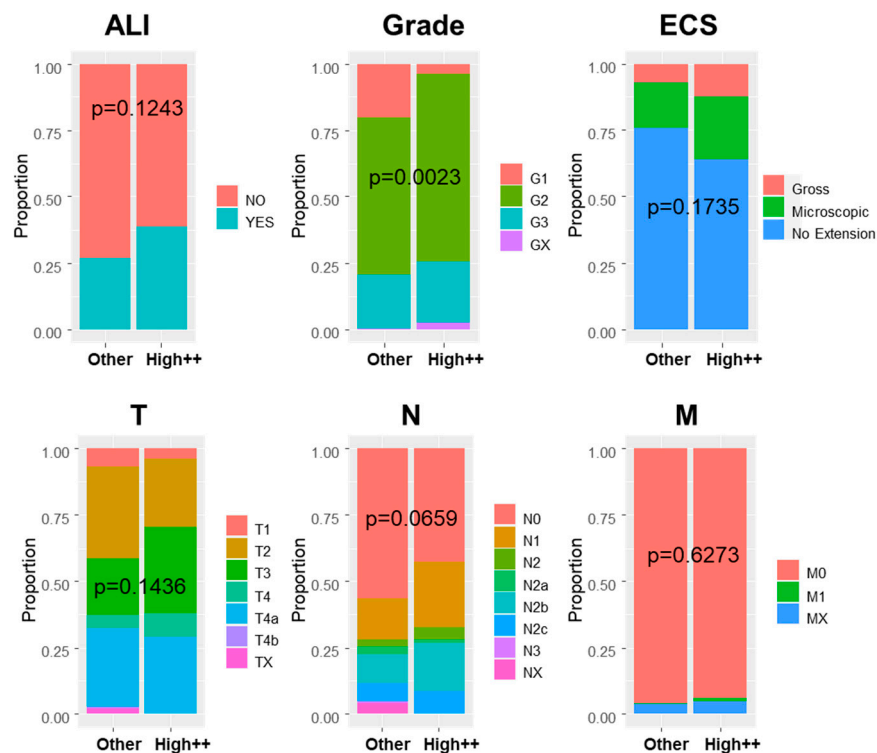 ALI
Proportion
1.00
0.75
0.50
0.25
0.00
p=0.1243
Other High++
NO
YES
Grade
Proportion
1.00
0.75
0.50
0.25
0.00
p=0.0023
Other High++
G1
G2
G3
GX
ECS
Proportion
1.00
0.75
0.50
0.25
0.00
p=0.1735
Other High++
Gross
Microscopic
No Extension
T
Proportion
1.00
0.75
0.50
0.25
0.00
p=0.1436
Other High++
T1
T2
T3
T4
T4a
T4b
TX
N
Proportion
1.00
0.75
0.50
0.25
0.00
p=0.0659
Other High++
N0
N1
N2
N2a
N2b
N2c
N3
NX
M
Proportion
1.00
0.75
0.50
0.25
0.00
p=0.6273
Other High++
M0
M1
MX